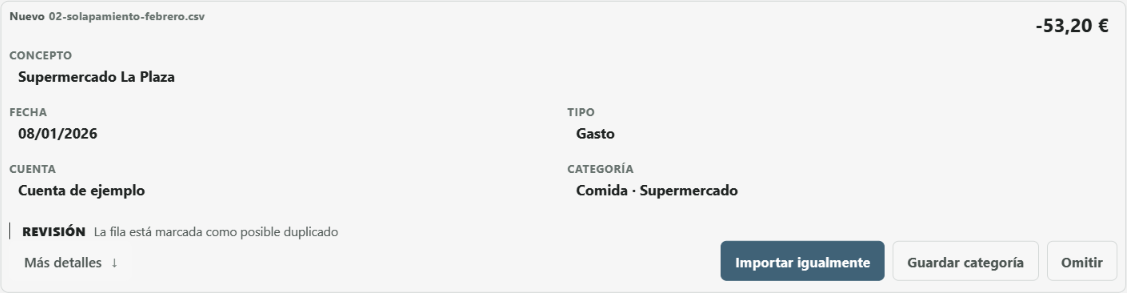 Nuevo 02-solapamiento-febrero.csv
-53,20 €
CONCEPTO
Supermercado La Plaza
FECHA
08/01/2026
TIPO
Gasto
CUENTA
Cuenta de ejemplo
CATEGORÍA
Comida · Supermercado
REVISIÓN La fila está marcada como posible duplicado
Más detalles ↓
Importar igualmente
Guardar categoría
Omitir